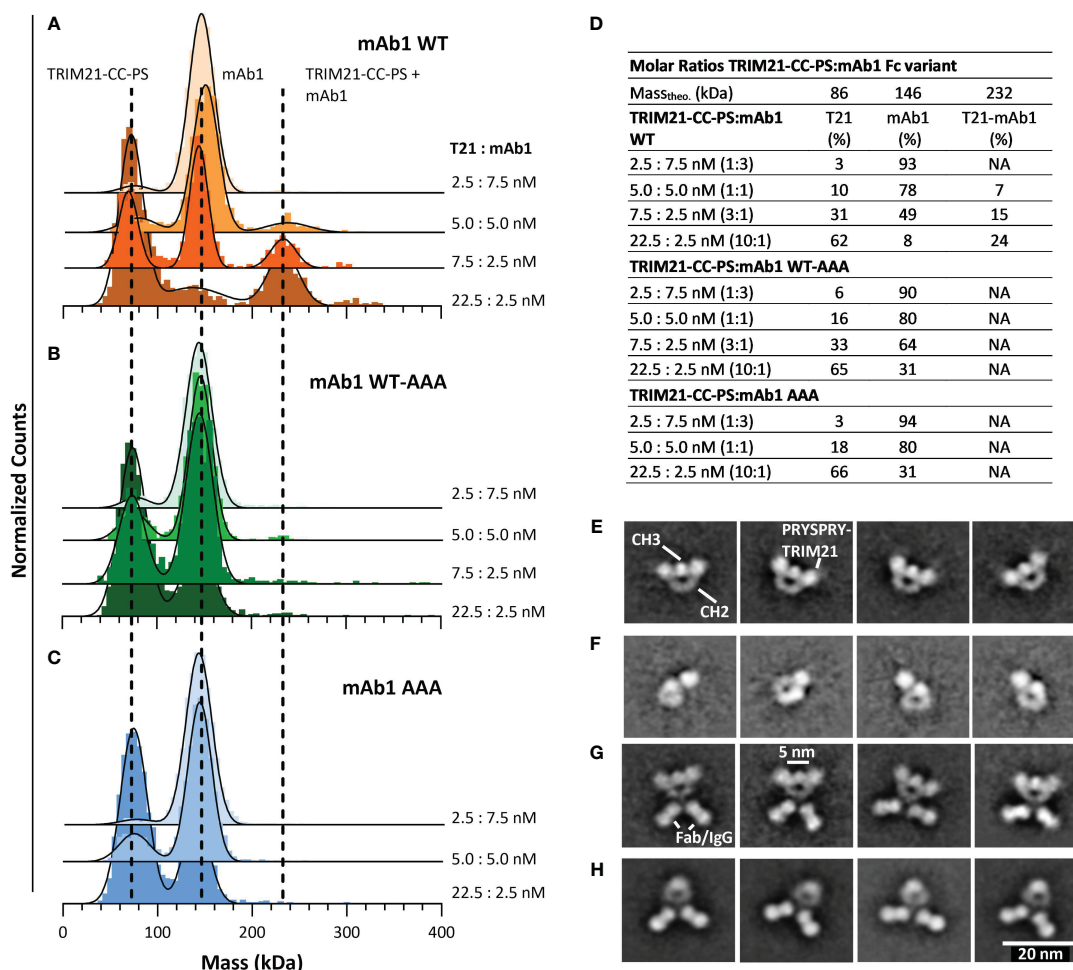 A
mAb1 WT
TRIM21-CC-PS
mAb1
TRIM21-CC-PS +
mAb1
T21 : mAb1
2.5 : 7.5 nM
5.0 : 5.0 nM
7.5 : 2.5 nM
22.5 : 2.5 nM
B
mAb1 WT-AAA
2.5 : 7.5 nM
5.0 : 5.0 nM
7.5 : 2.5 nM
22.5 : 2.5 nM
C
mAb1 AAA
2.5 : 7.5 nM
5.0 : 5.0 nM
22.5 : 2.5 nM
Normalized Counts
0 100 200 300 400
Mass (kDa)
D
Molar Ratios TRIM21-CC-PS:mAb1 Fc variant
Masstheo. (kDa) 86 146 232
TRIM21-CC-PS:mAb1 T21 mAb1 T21-mAb1
WT (%) (%) (%)
2.5 : 7.5 nM (1:3) 3 93 NA
5.0 : 5.0 nM (1:1) 10 78 7
7.5 : 2.5 nM (3:1) 31 49 15
22.5 : 2.5 nM (10:1) 62 8 24
TRIM21-CC-PS:mAb1 WT-AAA
2.5 : 7.5 nM (1:3) 6 90 NA
5.0 : 5.0 nM (1:1) 16 80 NA
7.5 : 2.5 nM (3:1) 33 64 NA
22.5 : 2.5 nM (10:1) 65 31 NA
TRIM21-CC-PS:mAb1 AAA
2.5 : 7.5 nM (1:3) 3 94 NA
5.0 : 5.0 nM (1:1) 18 80 NA
22.5 : 2.5 nM (10:1) 66 31 NA
E
CH3
CH2
PRYSPRY-
TRIM21
F
G
5 nm
Fab/IgG
H
20 nm